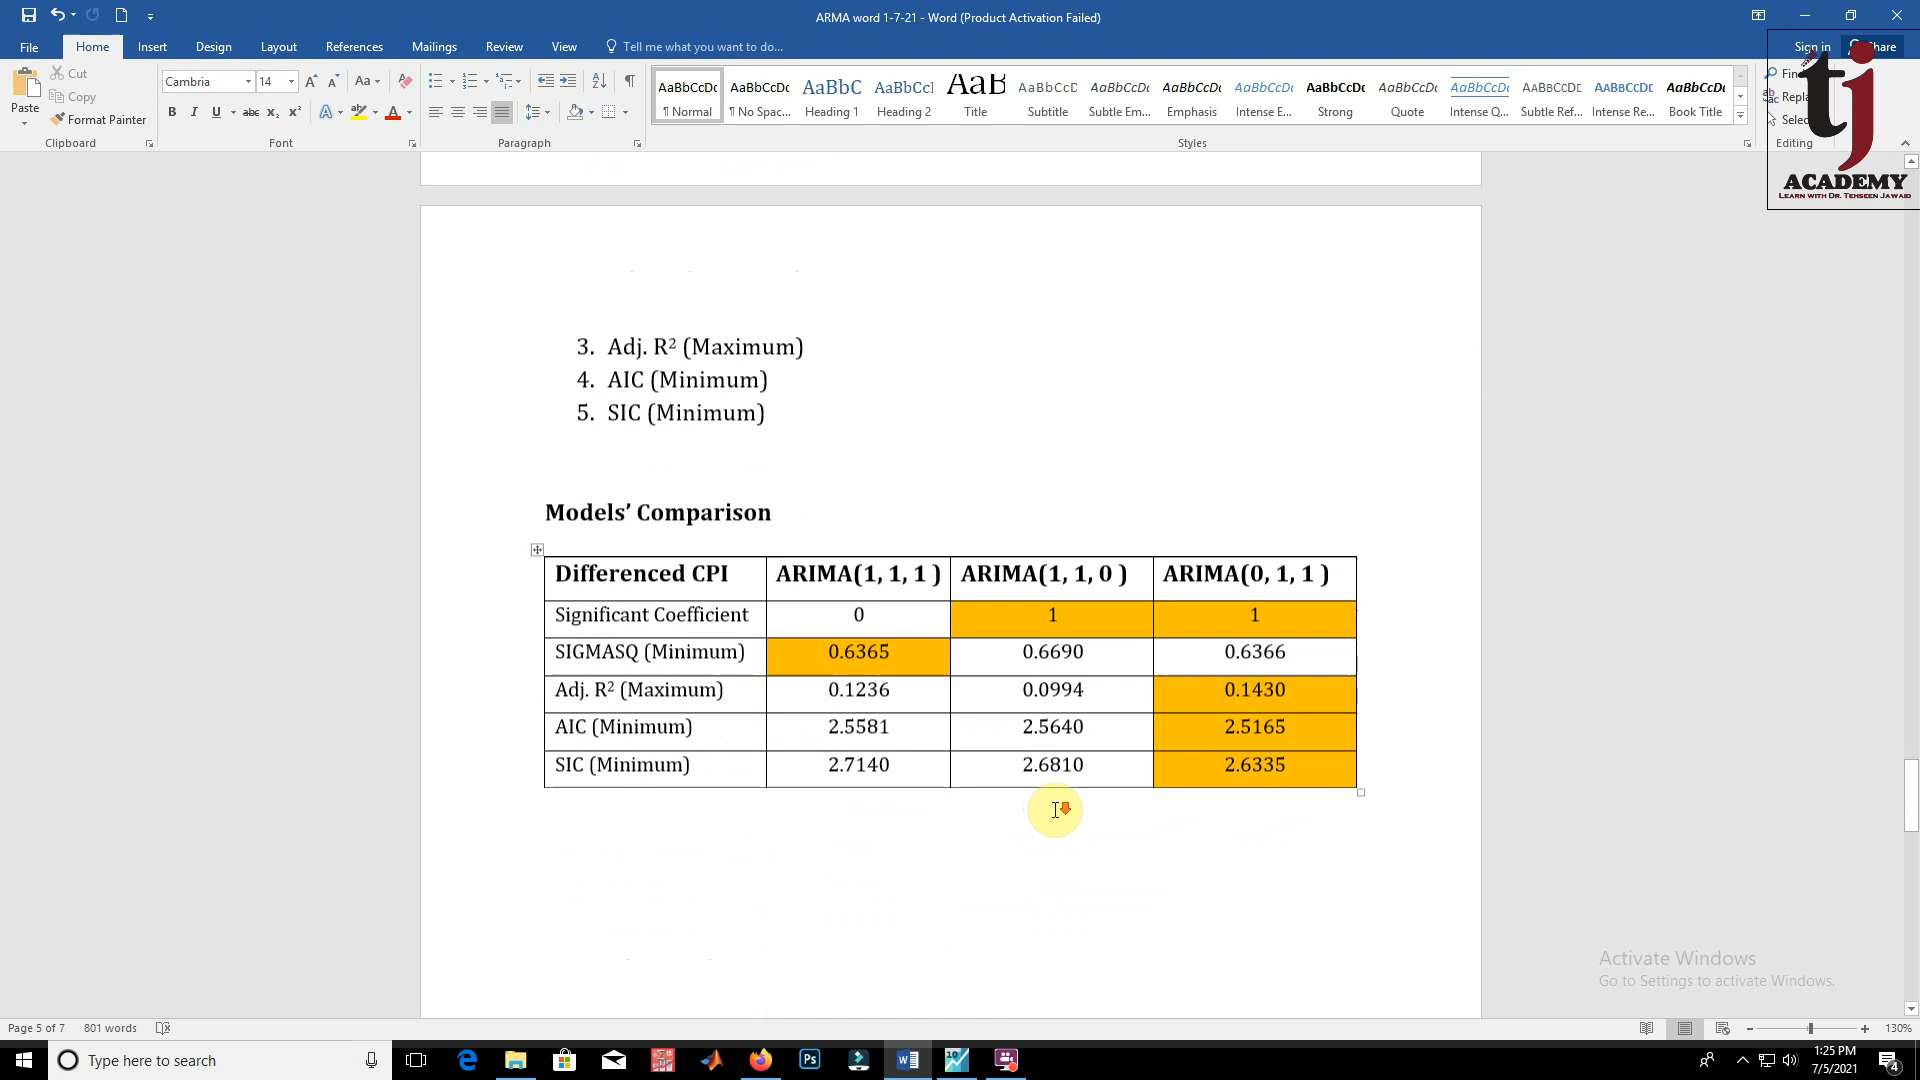 ARMA word 1-7-21 - Word (Product Activation Failed)
File Home Insert Design Layout References Mailings Review View Tell me what you want to do... Sign in Share
Paste
Cut
Copy
Format Painter
Clipboard
Cambria 14
Font
Paragraph
AaBbCcDc AaBbCcDc AaBbC AaBbCcI AaB AaBbCcD AaBbCcDc AaBbCcDc AaBbCcDc AaBbCcDc AaBbCcDc AaBbCcDc AABBCCDE AABBCCDE AaBbCcDc
¶ Normal ¶ No Spac... Heading 1 Heading 2 Title Subtitle Subtle Em... Emphasis Intense E... Strong Quote Intense Q... Subtle Ref... Intense Re... Book Title
Styles
Editing
tj
ACADEMY
LEARN WITH DR. TEHSEEN JAWAID
3. Adj. R² (Maximum)
4. AIC (Minimum)
5. SIC (Minimum)
Models’ Comparison
Differenced CPI ARIMA(1, 1, 1 ) ARIMA(1, 1, 0 ) ARIMA(0, 1, 1 )
Significant Coefficient 0 1 1
SIGMASQ (Minimum) 0.6365 0.6690 0.6366
Adj. R² (Maximum) 0.1236 0.0994 0.1430
AIC (Minimum) 2.5581 2.5640 2.5165
SIC (Minimum) 2.7140 2.6810 2.6335
Activate Windows
Go to Settings to activate Windows.
Page 5 of 7 801 words 130%
Type here to search
1:25 PM
7/5/2021
4